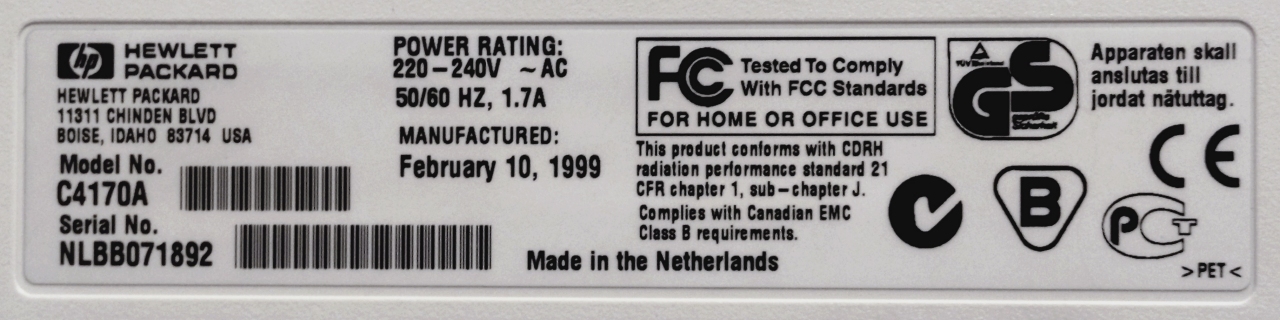 hp HEWLETT
PACKARD
HEWLETT PACKARD
11311 CHINDEN BLVD
BOISE, IDAHO 83714 USA
Model No.
C4170A
Serial No.
NLBB071892
POWER RATING:
220-240V ~ AC
50/60 HZ, 1.7A
MANUFACTURED:
February 10, 1999
FC Tested To Comply
With FCC Standards
FOR HOME OR OFFICE USE
This product conforms with CDRH
radiation performance standard 21
CFR chapter 1, sub-chapter J.
Complies with Canadian EMC
Class B requirements.
Made in the Netherlands
GS
geprüfte
Sicherheit
Apparaten skall
anslutas till
jordat nätuttag.
CE
B
PCT
>PET<